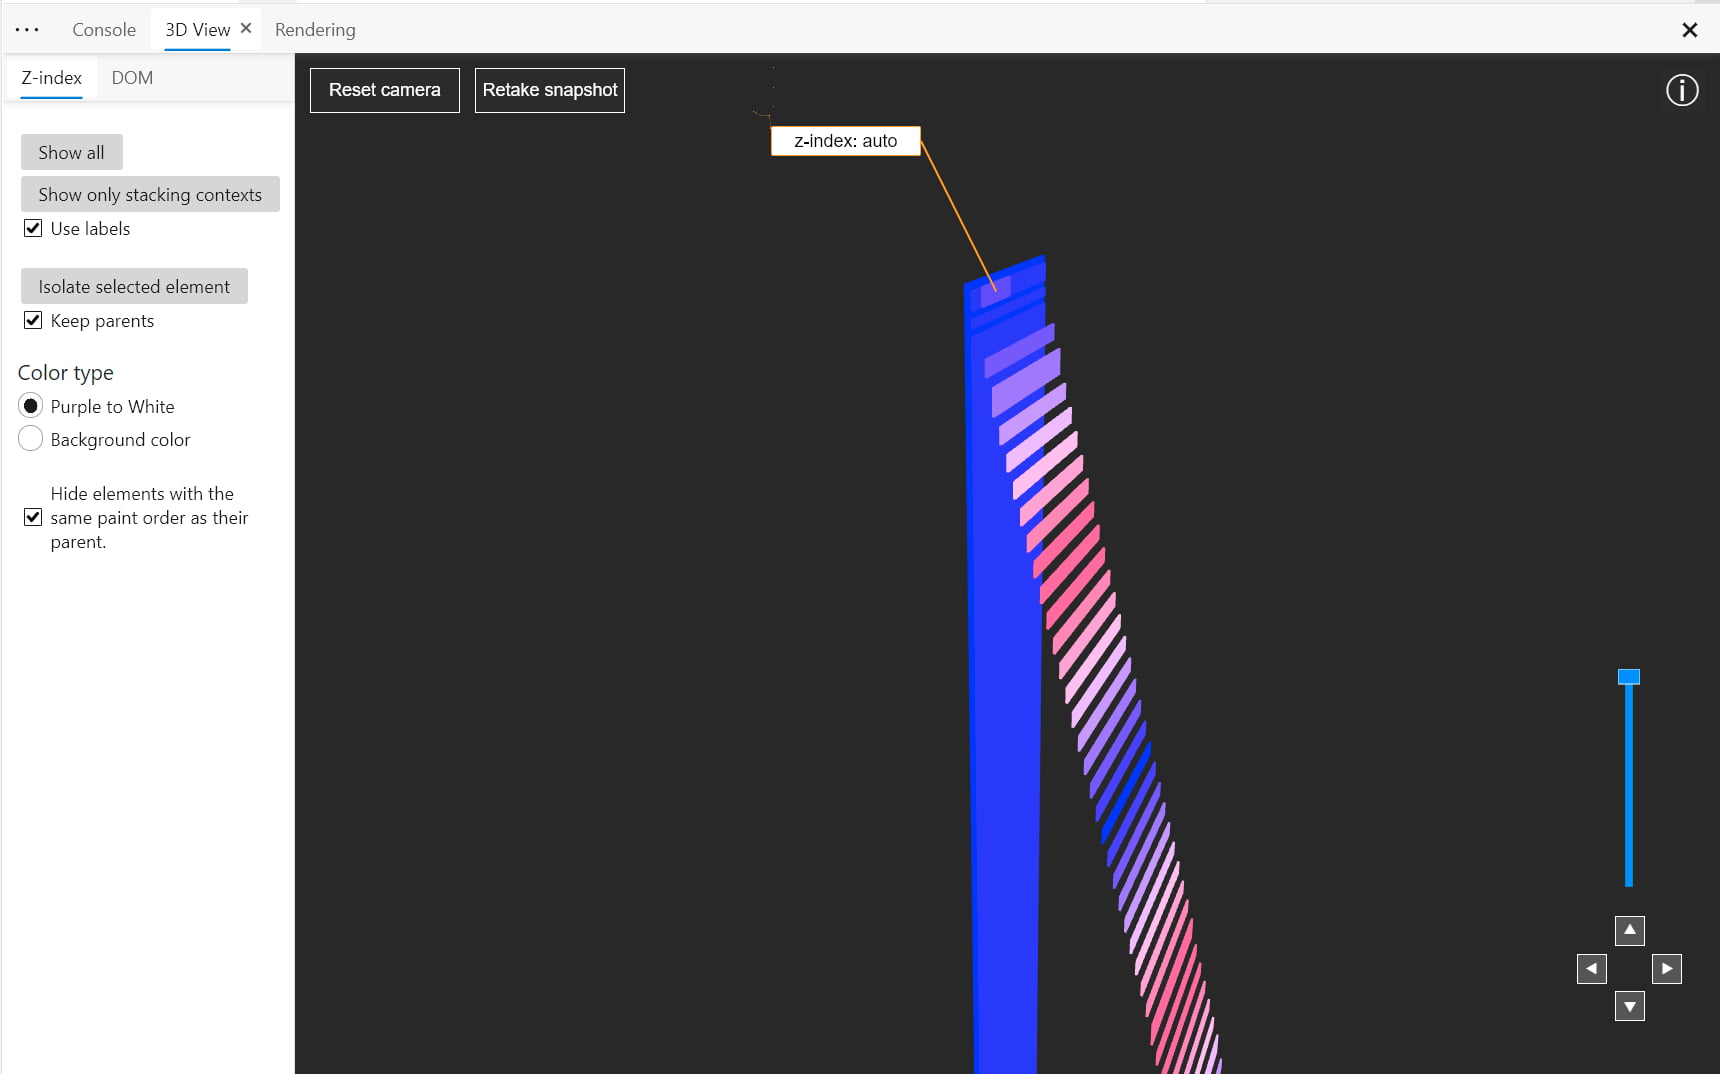 Console
3D View
Rendering
Z-index
DOM
Reset camera
Retake snapshot
z-index: auto
Show all
Show only stacking contexts
Use labels
Isolate selected element
Keep parents
Color type
Purple to White
Background color
Hide elements with the
same paint order as their
parent.